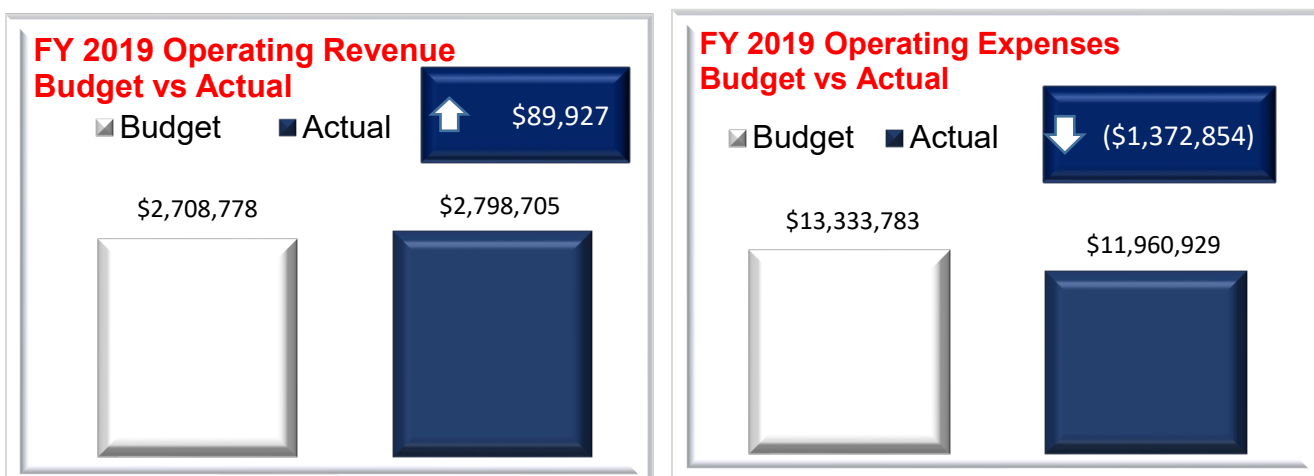 FY 2019 Operating Revenue
Budget vs Actual
Budget Actual
$89,927
$2,708,778
$2,798,705
FY 2019 Operating Expenses
Budget vs Actual
Budget Actual
($1,372,854)
$13,333,783
$11,960,929